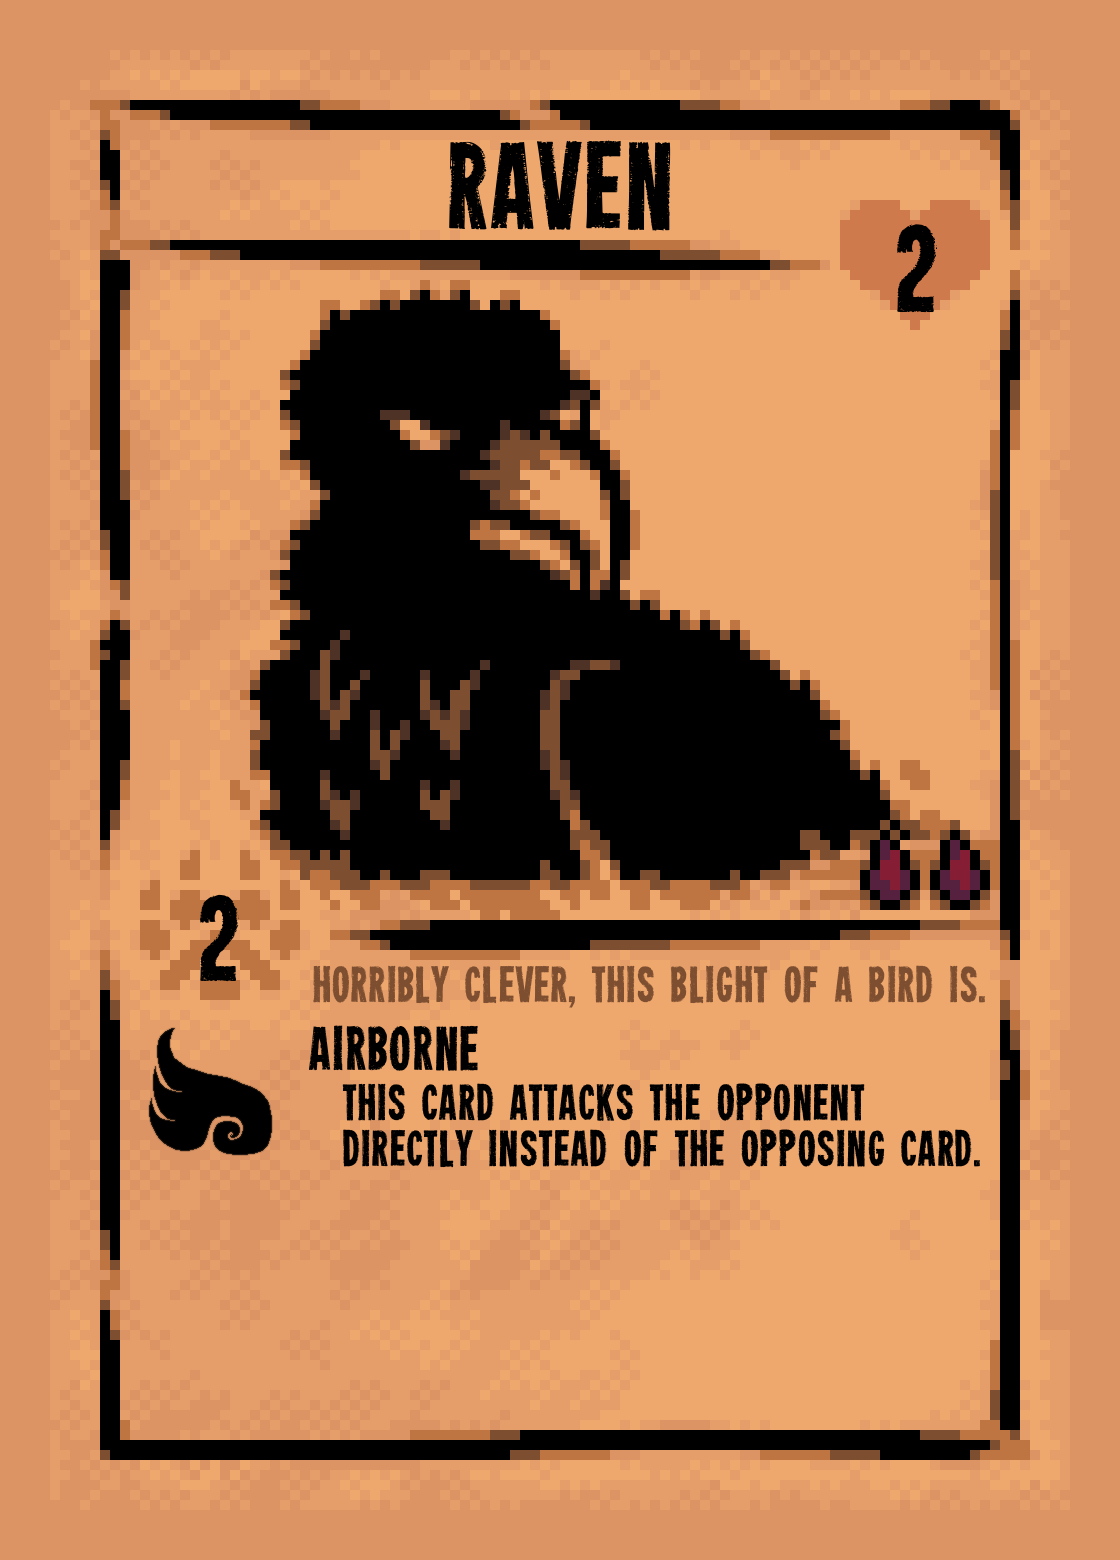 RAVEN
2
2
HORRIBLY CLEVER, THIS BLIGHT OF A BIRD IS.
AIRBORNE
THIS CARD ATTACKS THE OPPONENT
DIRECTLY INSTEAD OF THE OPPOSING CARD.